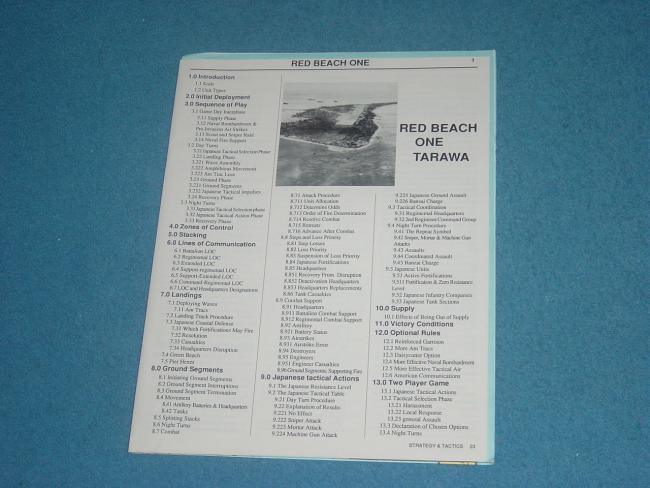 RED BEACH ONE
3
1.0 Introduction
1.1 Scale
1.2 Unit Types
2.0 Initial Deployment
3.0 Sequence of Play
3.1 Game Day Interphase
3.11 Supply Phase
3.12 Naval Bombardment &
Pre-Invasion Air Strikes
3.13 Scout and Sniper Raid
3.14 Naval Fire Support
3.2 Day Turns
3.21 Japanese Tactical Selection Phase
3.22 Landing Phase
3.221 Wave Assembly
3.222 Amphibious Movement
3.223 Am Trac Loss
3.23 Ground Phase
3.231 Ground Segments
3.232 Japanese Tactical Impulses
3.24 Recovery Phase
3.3 Night Turns
3.31 Japanese Tactical Selection phase
3.32 Japanese Tactical Action Phase
3.33 Recovery Phase
4.0 Zones of Control
5.0 Stacking
6.0 Lines of Communication
6.1 Battalion LOC
6.2 Regimental LOC
6.3 Extended LOC
6.4 Support-regimental LOC
6.5 Support-Extended LOC
6.6 Command-Regimental LOC
6.7 LOC and Headquarters Designations
7.0 Landings
7.1 Deploying Waves
7.11 Am Tracs
7.2 Landing Track Procedure
7.3 Japanese Coastal Defense
7.31 Which Fortifications May Fire
7.32 Resolution
7.33 Casualties
7.34 Headquarters Disruption
7.4 Green Beach
7.5 Pier Hexes
8.0 Ground Segments
8.1 Initiating Ground Segments
8.2 Ground Segment Interruptions
8.3 Ground Segment Termination
8.4 Movement
8.41 Artillery Batteries & Headquarters
8.42 Tanks
8.5 Splitting Stacks
8.6 Night Turns
8.7 Combat
8.71 Attack Procedure
8.711 Unit Allocation
8.712 Determine Odds
8.713 Order of Fire Determination
8.714 Resolve Combat
8.715 Retreats
8.716 Advance After Combat
8.8 Steps and Loss Priority
8.81 Step Losses
8.82 Loss Priority
8.83 Suspension of Loss Priority
8.84 Japanese Fortifications
8.85 Headquarters
8.851 Recovery From Disruption
8.852 Deactivation Headquarters
8.853 Headquarters Replacements
8.86 Tank Casualties
8.9 Combat Support
8.91 Headquarters
8.911 Battalion Combat Support
8.912 Regimental Combat Support
8.92 Artillery
8.921 Battery Status
8.93 Airstrikes
8.931 Airstrike Error
8.94 Destroyers
8.95 Engineers
8.951 Engineer Casualties
8.96 Ground Segments: Supporting Fire
9.0 Japanese tactical Actions
9.1 The Japanese Resistance Level
9.2 The Japanese Tactical Table
9.21 Day Turn Procedure
9.22 Explanation of Results
9.221 No Effect
9.222 Sniper Attack
9.223 Mortar Attack
9.224 Machine Gun Attack
RED BEACH
ONE
TARAWA
9.225 Japanese Ground Assault
9.226 Banzai Charge
9.3 Tactical Coordination
9.31 Regimental Headquarters
9.32 2nd Regiment/Command Group
9.4 Night Turn Procedure
9.41 The Repeat Symbol
9.42 Sniper, Mortar & Machine Gun
Attacks
9.43 Assaults
9.44 Coordinated Assault
9.45 Banzai Charge
9.5 Japanese Units
9.51 Active Fortifications
9.511 Fortification & Zero Resistance
Level
9.52 Japanese Infantry Companies
9.53 Japanese Tank Sections
10.0 Supply
10.1 Effects of Being Out of Supply
11.0 Victory Conditions
12.0 Optional Rules
12.1 Reinforced Garrison
12.2 More Am Tracs
12.3 Daisycutter Option
12.4 More Effective Naval Bombardment
12.5 More Effective Tactical Air
12.6 American Communications
13.0 Two Player Game
13.1 Japanese Tactical Actions
13.2 Tactical Selection Phase
13.21 Harassment
13.22 Local Response
13.23 general Assault
13.3 Declaration of Chosen Options
13.4 Night Turns
STRATEGY & TACTICS 23